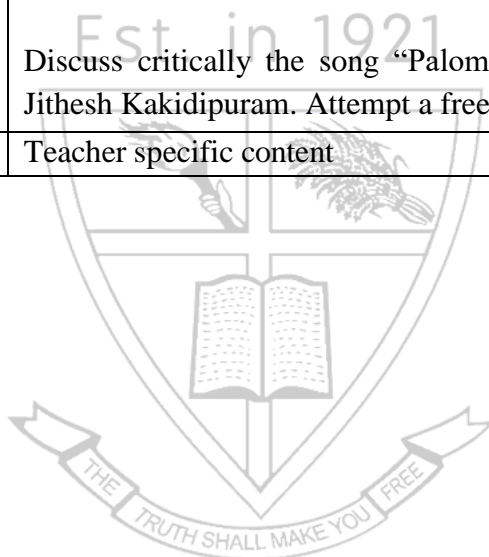 Est. in 1921
Discuss critically the song “Palom
Jithesh Kakidipuram. Attempt a free
Teacher specific content
THE TRUTH SHALL MAKE YOU FREE